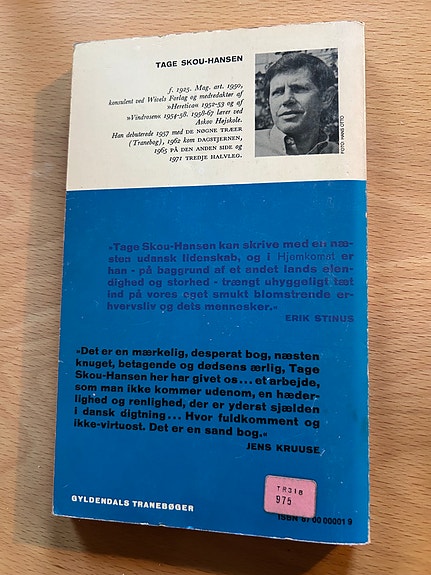 TAGE SKOU-HANSEN
f. 1925. Mag. art. 1950,
konsulent ved Wivels Forlag og medredaktør af
»Heretica« 1952-53 og af
»Vindrosen« 1954-58. 1958-67 lærer ved
Askov Højskole.
Han debuterede 1957 med DE NØGNE TRÆER
(Tranebog), 1962 kom DAGSTJERNEN,
1965 PÅ DEN ANDEN SIDE og
1971 TREDJE HALVLEG.
FOTO: HANS OTTO
»Tage Skou-Hansen kan skrive med en næ-
sten udansk lidenskab, og i Hjemkomst er
han - på baggrund af et andet lands elen-
dighed og storhed - trængt uhyggeligt tæt
ind på vores eget smukt blomstrende er-
hvervsliv og dets mennesker.«
ERIK STINUS
»Det er en mærkelig, desperat bog, næsten
knuget, betagende og dødsens ærlig, Tage
Skou-Hansen her har givet os... et arbejde,
som man ikke kommer udenom, en hæder-
lighed og renlighed, der er yderst sjælden
i dansk digtning... Hvor fuldkomment og
ikke-virtuost. Det er en sand bog.«
JENS KRUUSE
TR318
975
GYLDENDALS TRANEBØGER
ISBN 87 00 00001 9